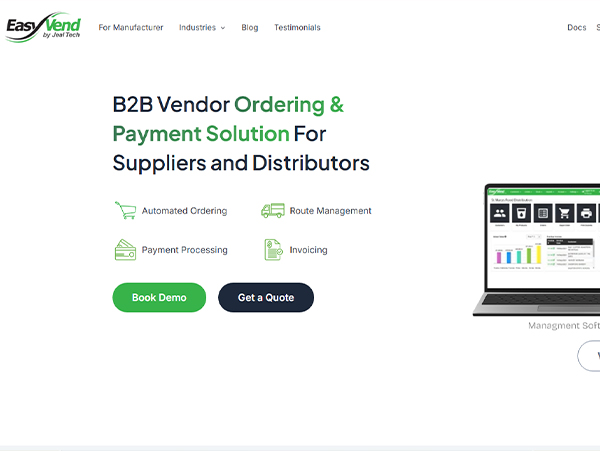 EasyVend
by Jeal Tech
For Manufacturer
Industries
Blog
Testimonials
Docs
B2B Vendor Ordering &
Payment Solution For
Suppliers and Distributors
Automated Ordering
Route Management
Payment Processing
Invoicing
Book Demo
Get a Quote
Managment Soft